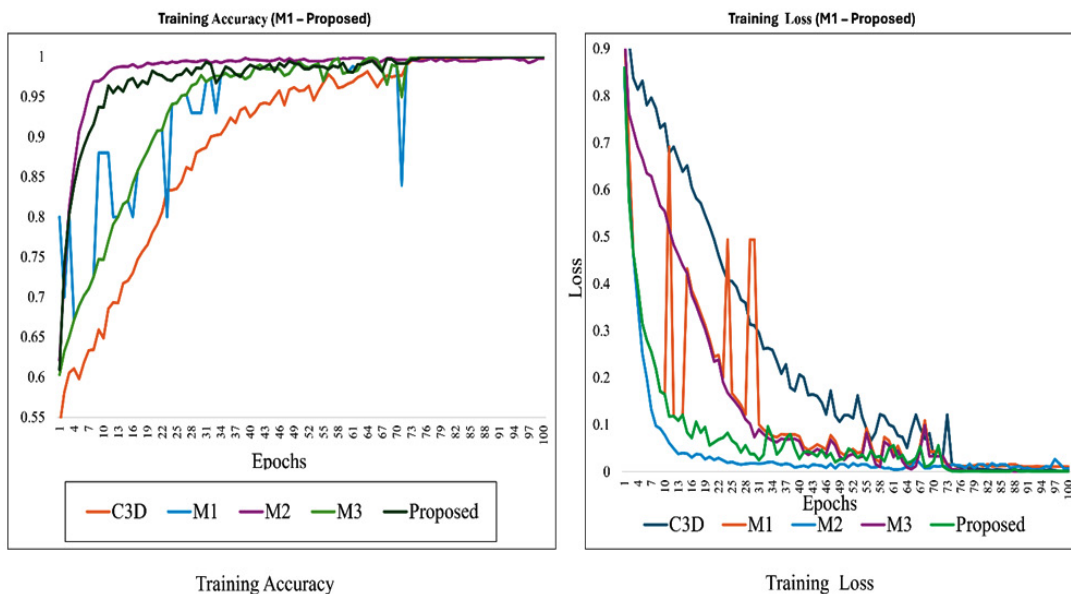 Training Accuracy (M1 – Proposed)
1
0.95
0.9
0.85
0.8
0.75
0.7
0.65
0.6
0.55
1 4 7 10 13 16 19 22 25 28 31 34 37 40 43 46 49 52 55 58 61 64 67 70 73 76 79 82 85 88 91 94 97 100
Epochs
C3D M1 M2 M3 Proposed
Training Accuracy
Training Loss (M1 – Proposed)
0.9
0.8
0.7
0.6
0.5
0.4
0.3
0.2
0.1
0
Loss
1 4 7 10 13 16 19 22 25 28 31 34 37 40 43 46 49 52 55 58 61 64 67 70 73 76 79 82 85 88 91 94 97 100
Epochs
C3D M1 M2 M3 Proposed
Training Loss